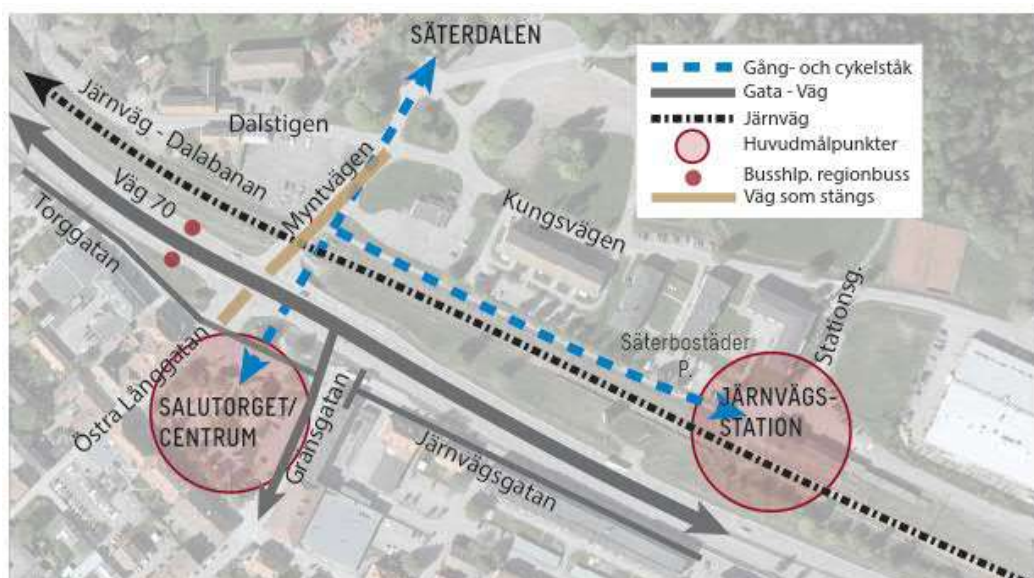 SÄTERDALEN
Gång- och cykelståk
Gata - Väg
Järnväg
Huvudmålpunkter
Busshlp. regionbuss
Väg som stängs
Järnväg - Dalabanan
Dalstigen
Myntvägen
Väg 70
Torggatan
Kungsvägen
Stationsg.
Säterbostäder
P.
Östra Långgatan
SALUTORGET/
CENTRUM
Gränsgatan
Järnvägsgatan
JÄRNVÄGS-
STATION